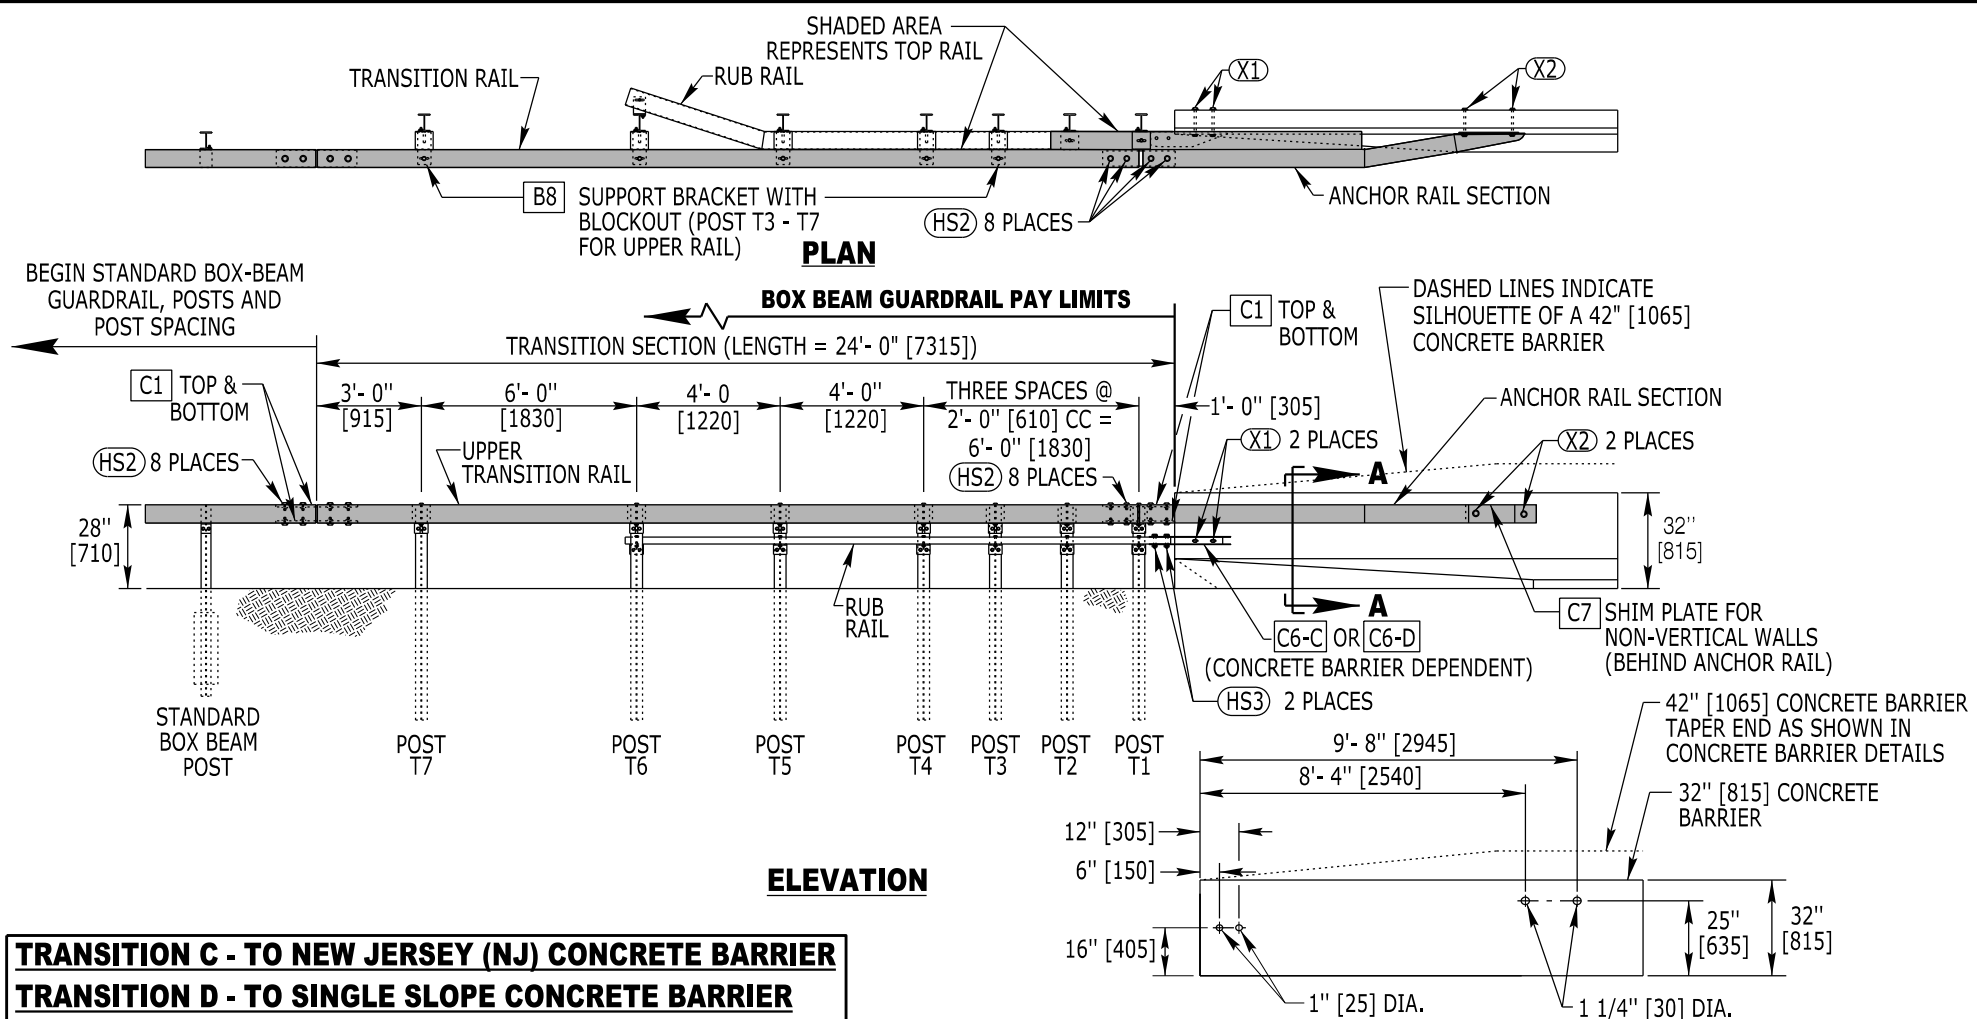 SHADED AREA
REPRESENTS TOP RAIL
TRANSITION RAIL
RUB RAIL
X1
X2
B8 SUPPORT BRACKET WITH
BLOCKOUT (POST T3 - T7
FOR UPPER RAIL)
HS2 8 PLACES
ANCHOR RAIL SECTION
PLAN
BEGIN STANDARD BOX-BEAM
GUARDRAIL, POSTS AND
POST SPACING
BOX BEAM GUARDRAIL PAY LIMITS
C1 TOP &
BOTTOM
DASHED LINES INDICATE
SILHOUETTE OF A 42" [1065]
CONCRETE BARRIER
TRANSITION SECTION (LENGTH = 24'- 0" [7315])
C1 TOP &
BOTTOM
3'- 0"
[915]
6'- 0"
[1830]
4'- 0
[1220]
4'- 0"
[1220]
THREE SPACES @
2'- 0" [610] CC =
6'- 0" [1830]
1'- 0" [305]
ANCHOR RAIL SECTION
HS2 8 PLACES
UPPER
TRANSITION RAIL
HS2 8 PLACES
X1 2 PLACES
X2 2 PLACES
A
28"
[710]
32"
[815]
RUB
RAIL
A
C6-C OR C6-D
(CONCRETE BARRIER DEPENDENT)
C7 SHIM PLATE FOR
NON-VERTICAL WALLS
(BEHIND ANCHOR RAIL)
HS3 2 PLACES
STANDARD
BOX BEAM
POST
POST
T7
POST
T6
POST
T5
POST
T4
POST
T3
POST
T2
POST
T1
42" [1065] CONCRETE BARRIER
TAPER END AS SHOWN IN
CONCRETE BARRIER DETAILS
9'- 8" [2945]
8'- 4" [2540]
32" [815] CONCRETE
BARRIER
12" [305]
6" [150]
16" [405]
25"
[635]
32"
[815]
1" [25] DIA.
1 1/4" [30] DIA.
ELEVATION
TRANSITION C - TO NEW JERSEY (NJ) CONCRETE BARRIER
TRANSITION D - TO SINGLE SLOPE CONCRETE BARRIER